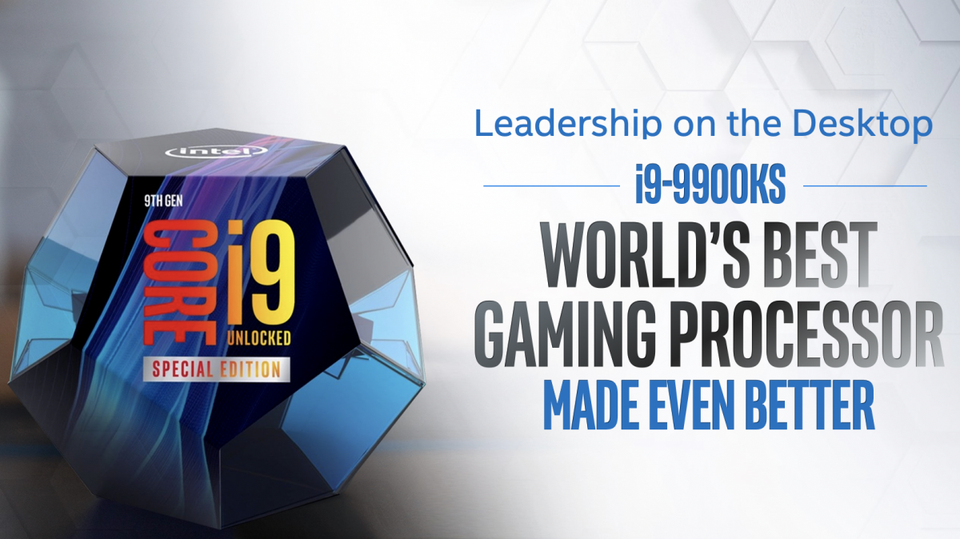 intel
9TH GEN
CORE i9
UNLOCKED
SPECIAL EDITION
Leadership on the Desktop
i9-9900KS
WORLD'S BEST
GAMING PROCESSOR
MADE EVEN BETTER